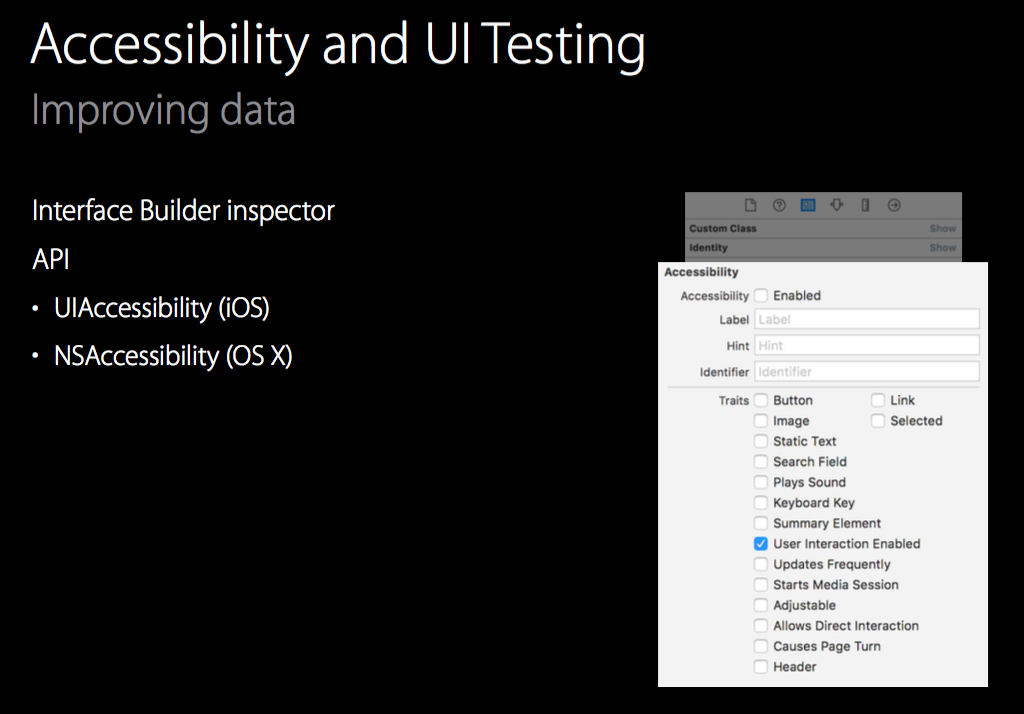 Accessibility and UI Testing
Improving data
Interface Builder inspector
API
• UIAccessibility (iOS)
• NSAccessibility (OS X)
Custom Class Show
Identity Show
Accessibility
Accessibility Enabled
Label Label
Hint Hint
Identifier Identifier
Traits Button Link
Image Selected
Static Text
Search Field
Plays Sound
Keyboard Key
Summary Element
User Interaction Enabled
Updates Frequently
Starts Media Session
Adjustable
Allows Direct Interaction
Causes Page Turn
Header